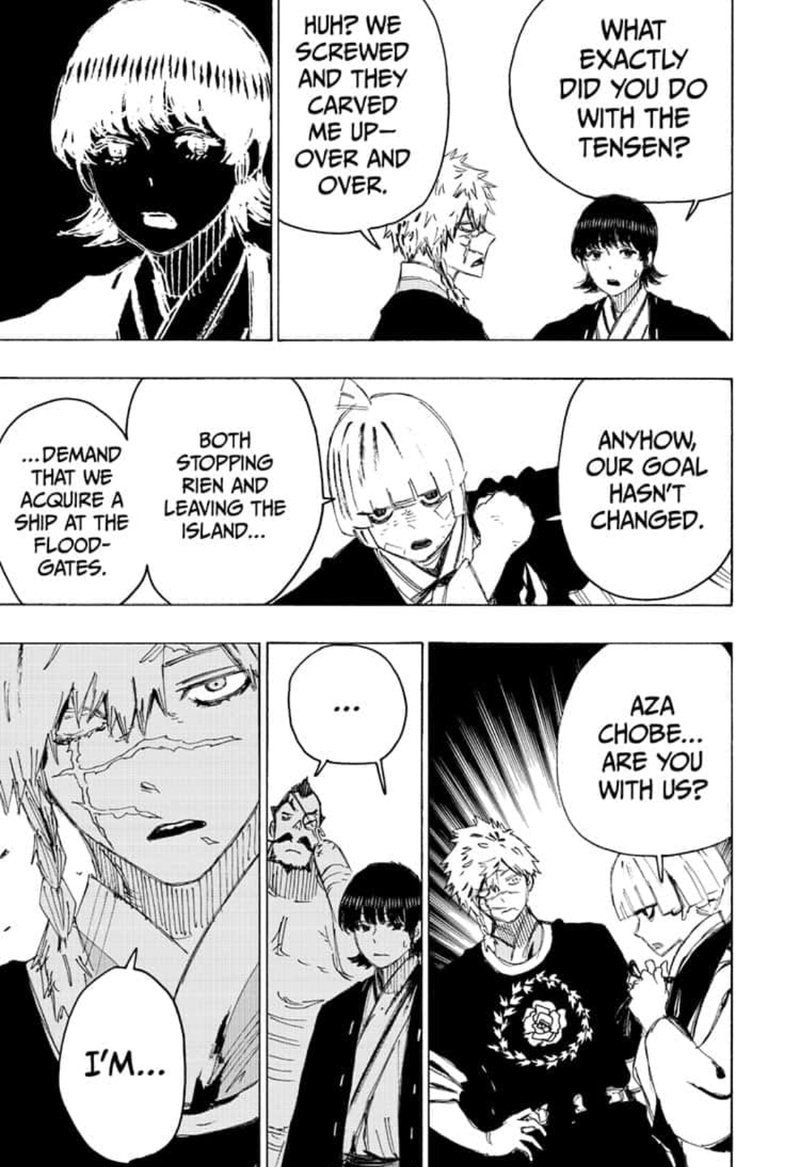 WHAT
EXACTLY
DID YOU DO
WITH THE
TENSEN?
HUH? WE
SCREWED
AND THEY
CARVED
ME UP—
OVER AND
OVER.
ANYHOW,
OUR GOAL
HASN'T
CHANGED.
BOTH
STOPPING
RIEN AND
LEAVING THE
ISLAND...
...DEMAND
THAT WE
ACQUIRE A
SHIP AT THE
FLOOD-
GATES.
AZA
CHOBE...
ARE YOU
WITH US?
...
I'M...